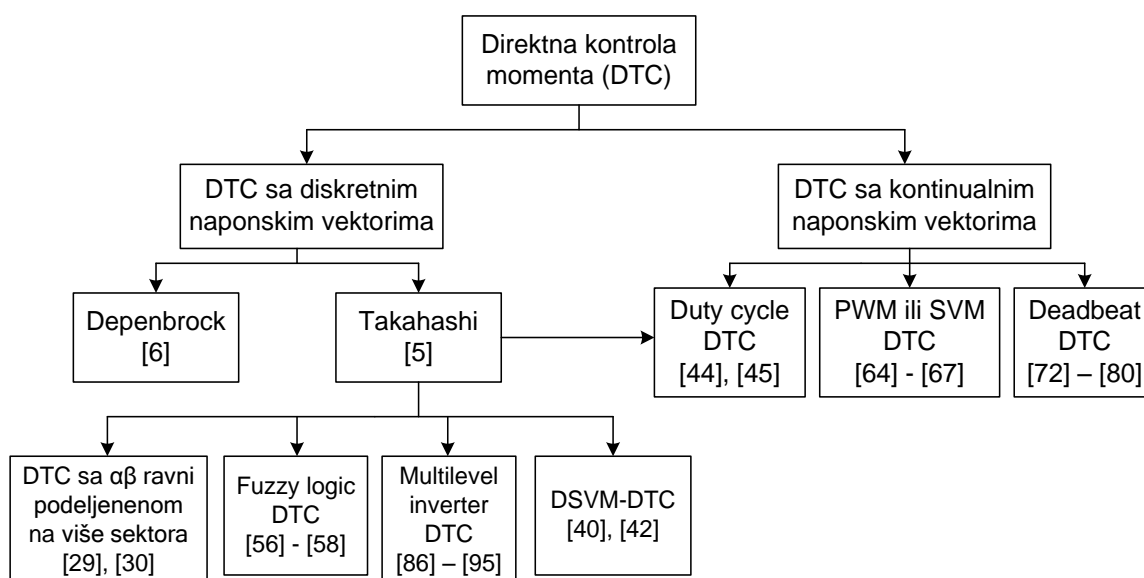 Direktna kontrola
momenta (DTC)
DTC sa diskretnim
naponskim vektorima
DTC sa kontinualnim
naponskim vektorima
Depenbrock
[6]
Takahashi
[5]
Duty cycle
DTC
[44], [45]
PWM ili SVM
DTC
[64] - [67]
Deadbeat
DTC
[72] – [80]
DTC sa αβ ravni
podeljenenom
na više sektora
[29], [30]
Fuzzy logic
DTC
[56] - [58]
Multilevel
inverter
DTC
[86] – [95]
DSVM-DTC
[40], [42]